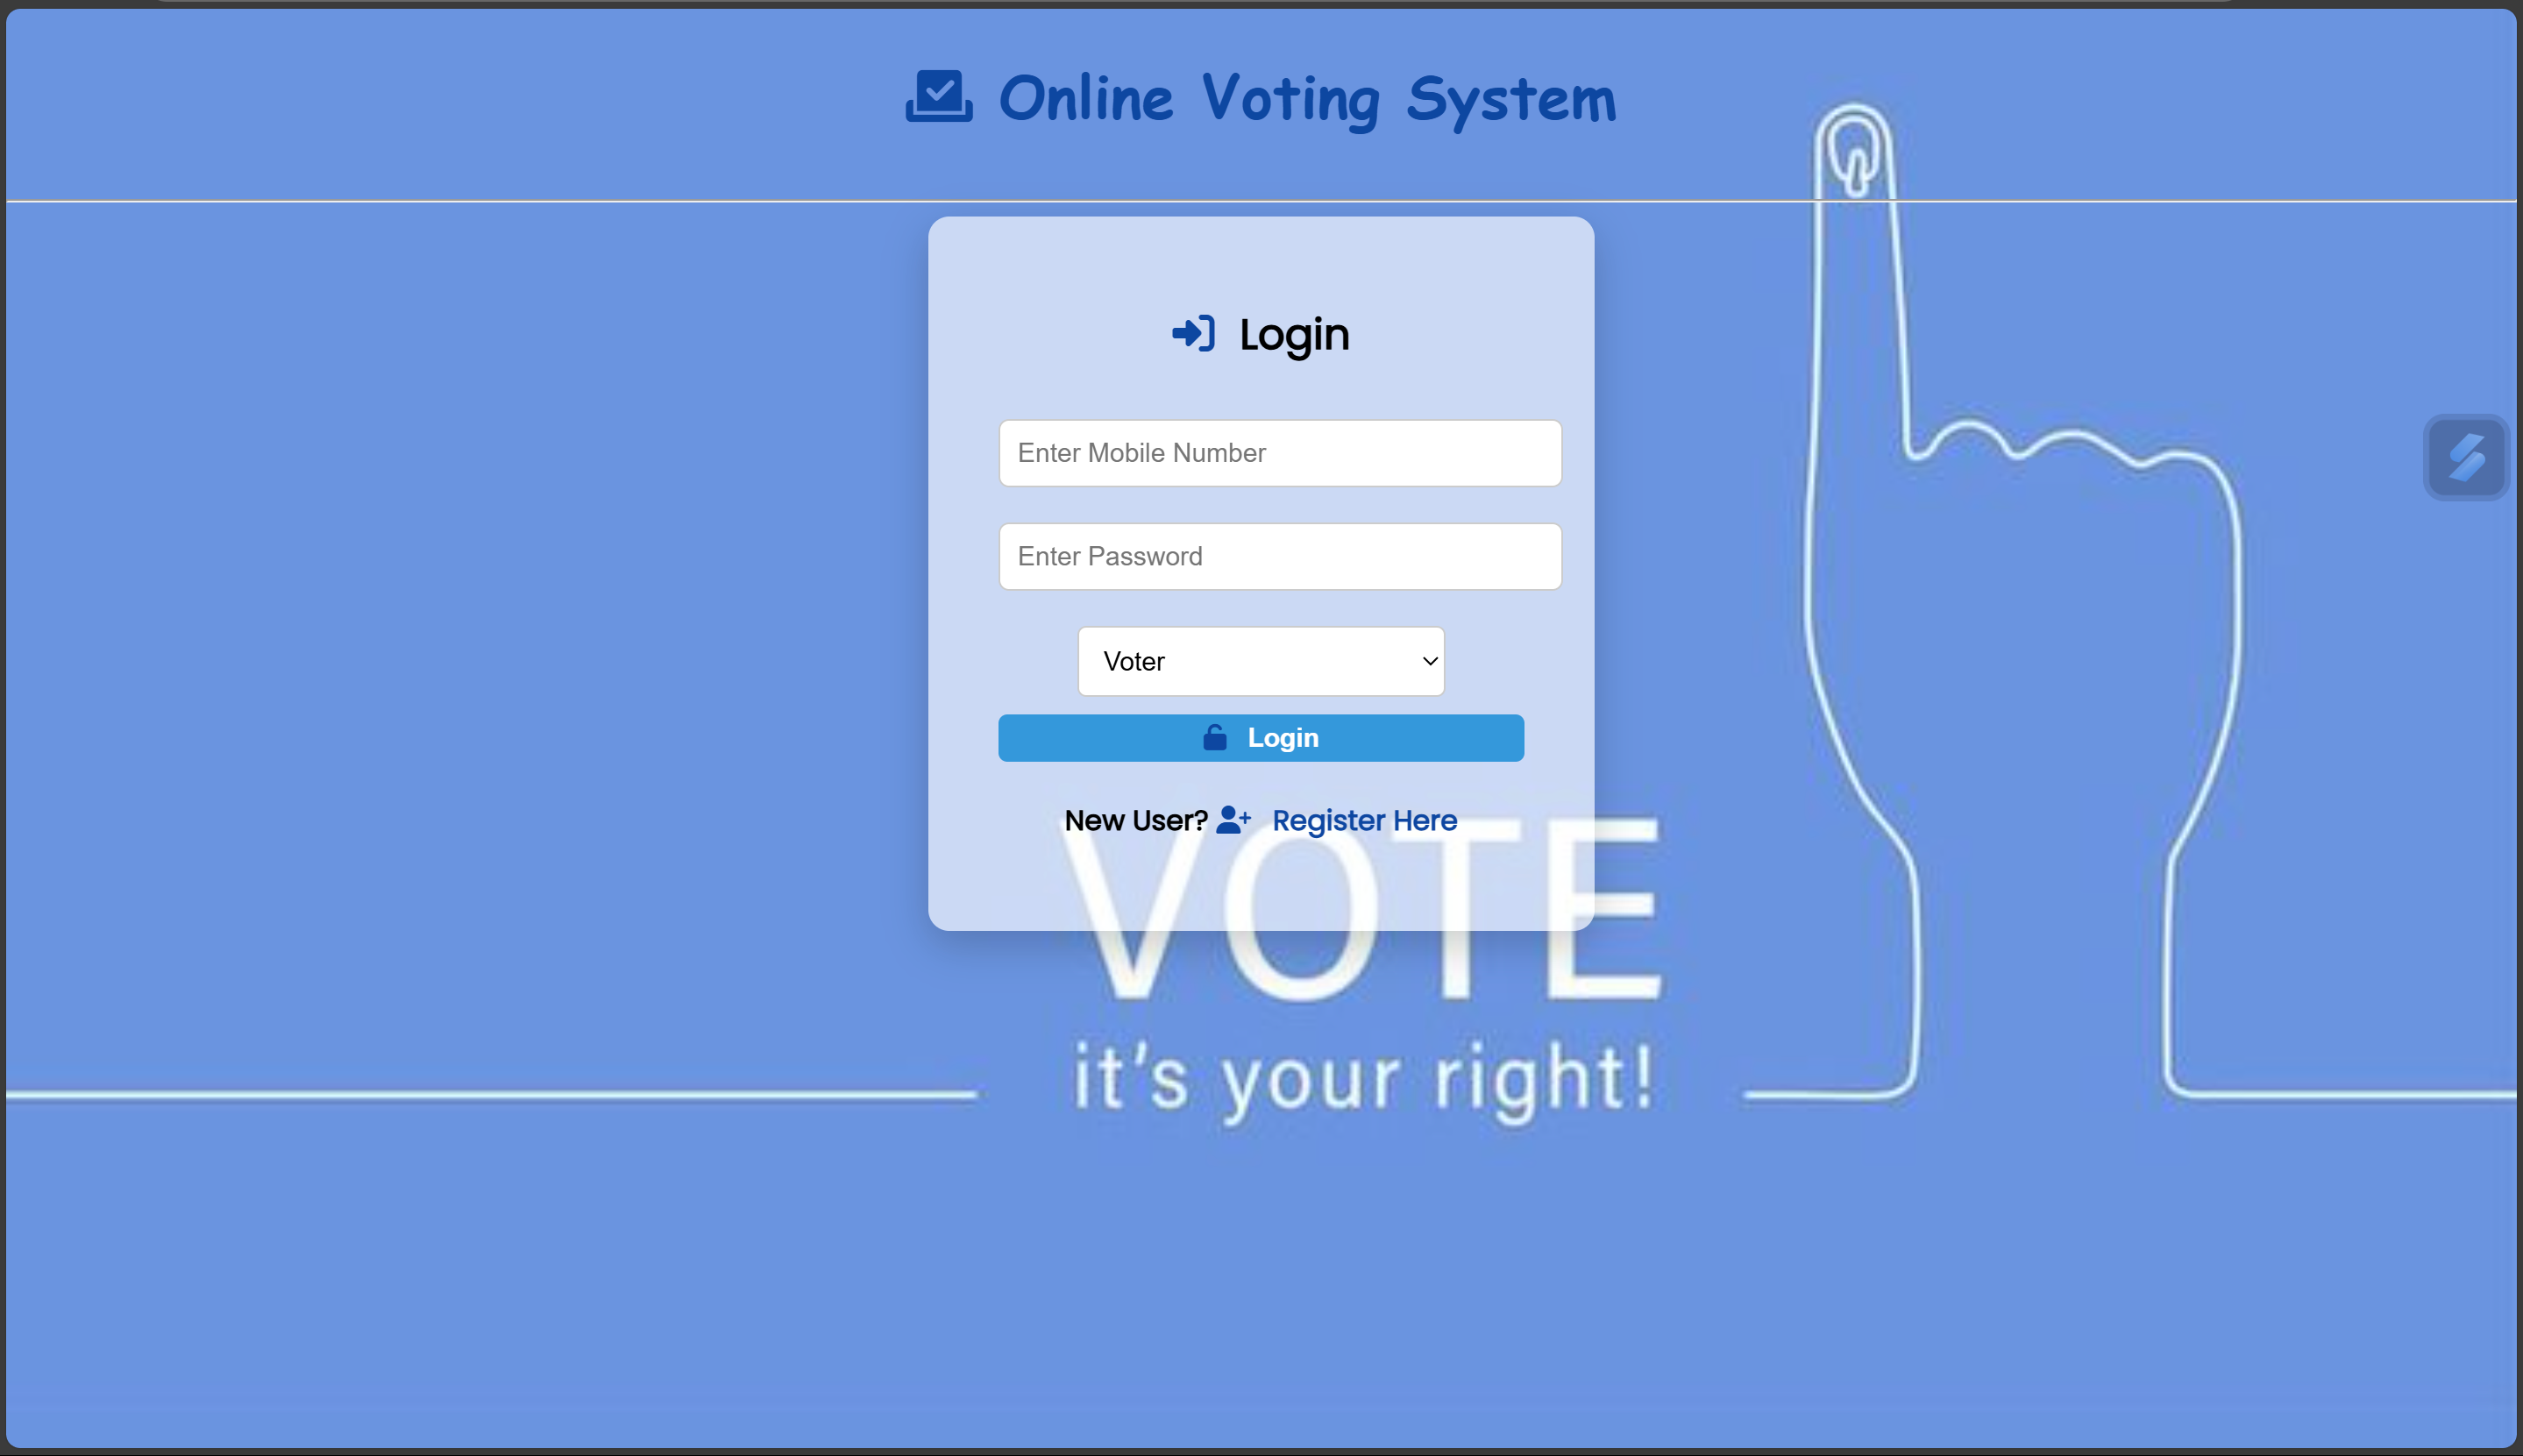 Online Voting System
Login
Enter Mobile Number
Enter Password
Voter
Login
New User? Register Here
VOTE
it's your right!